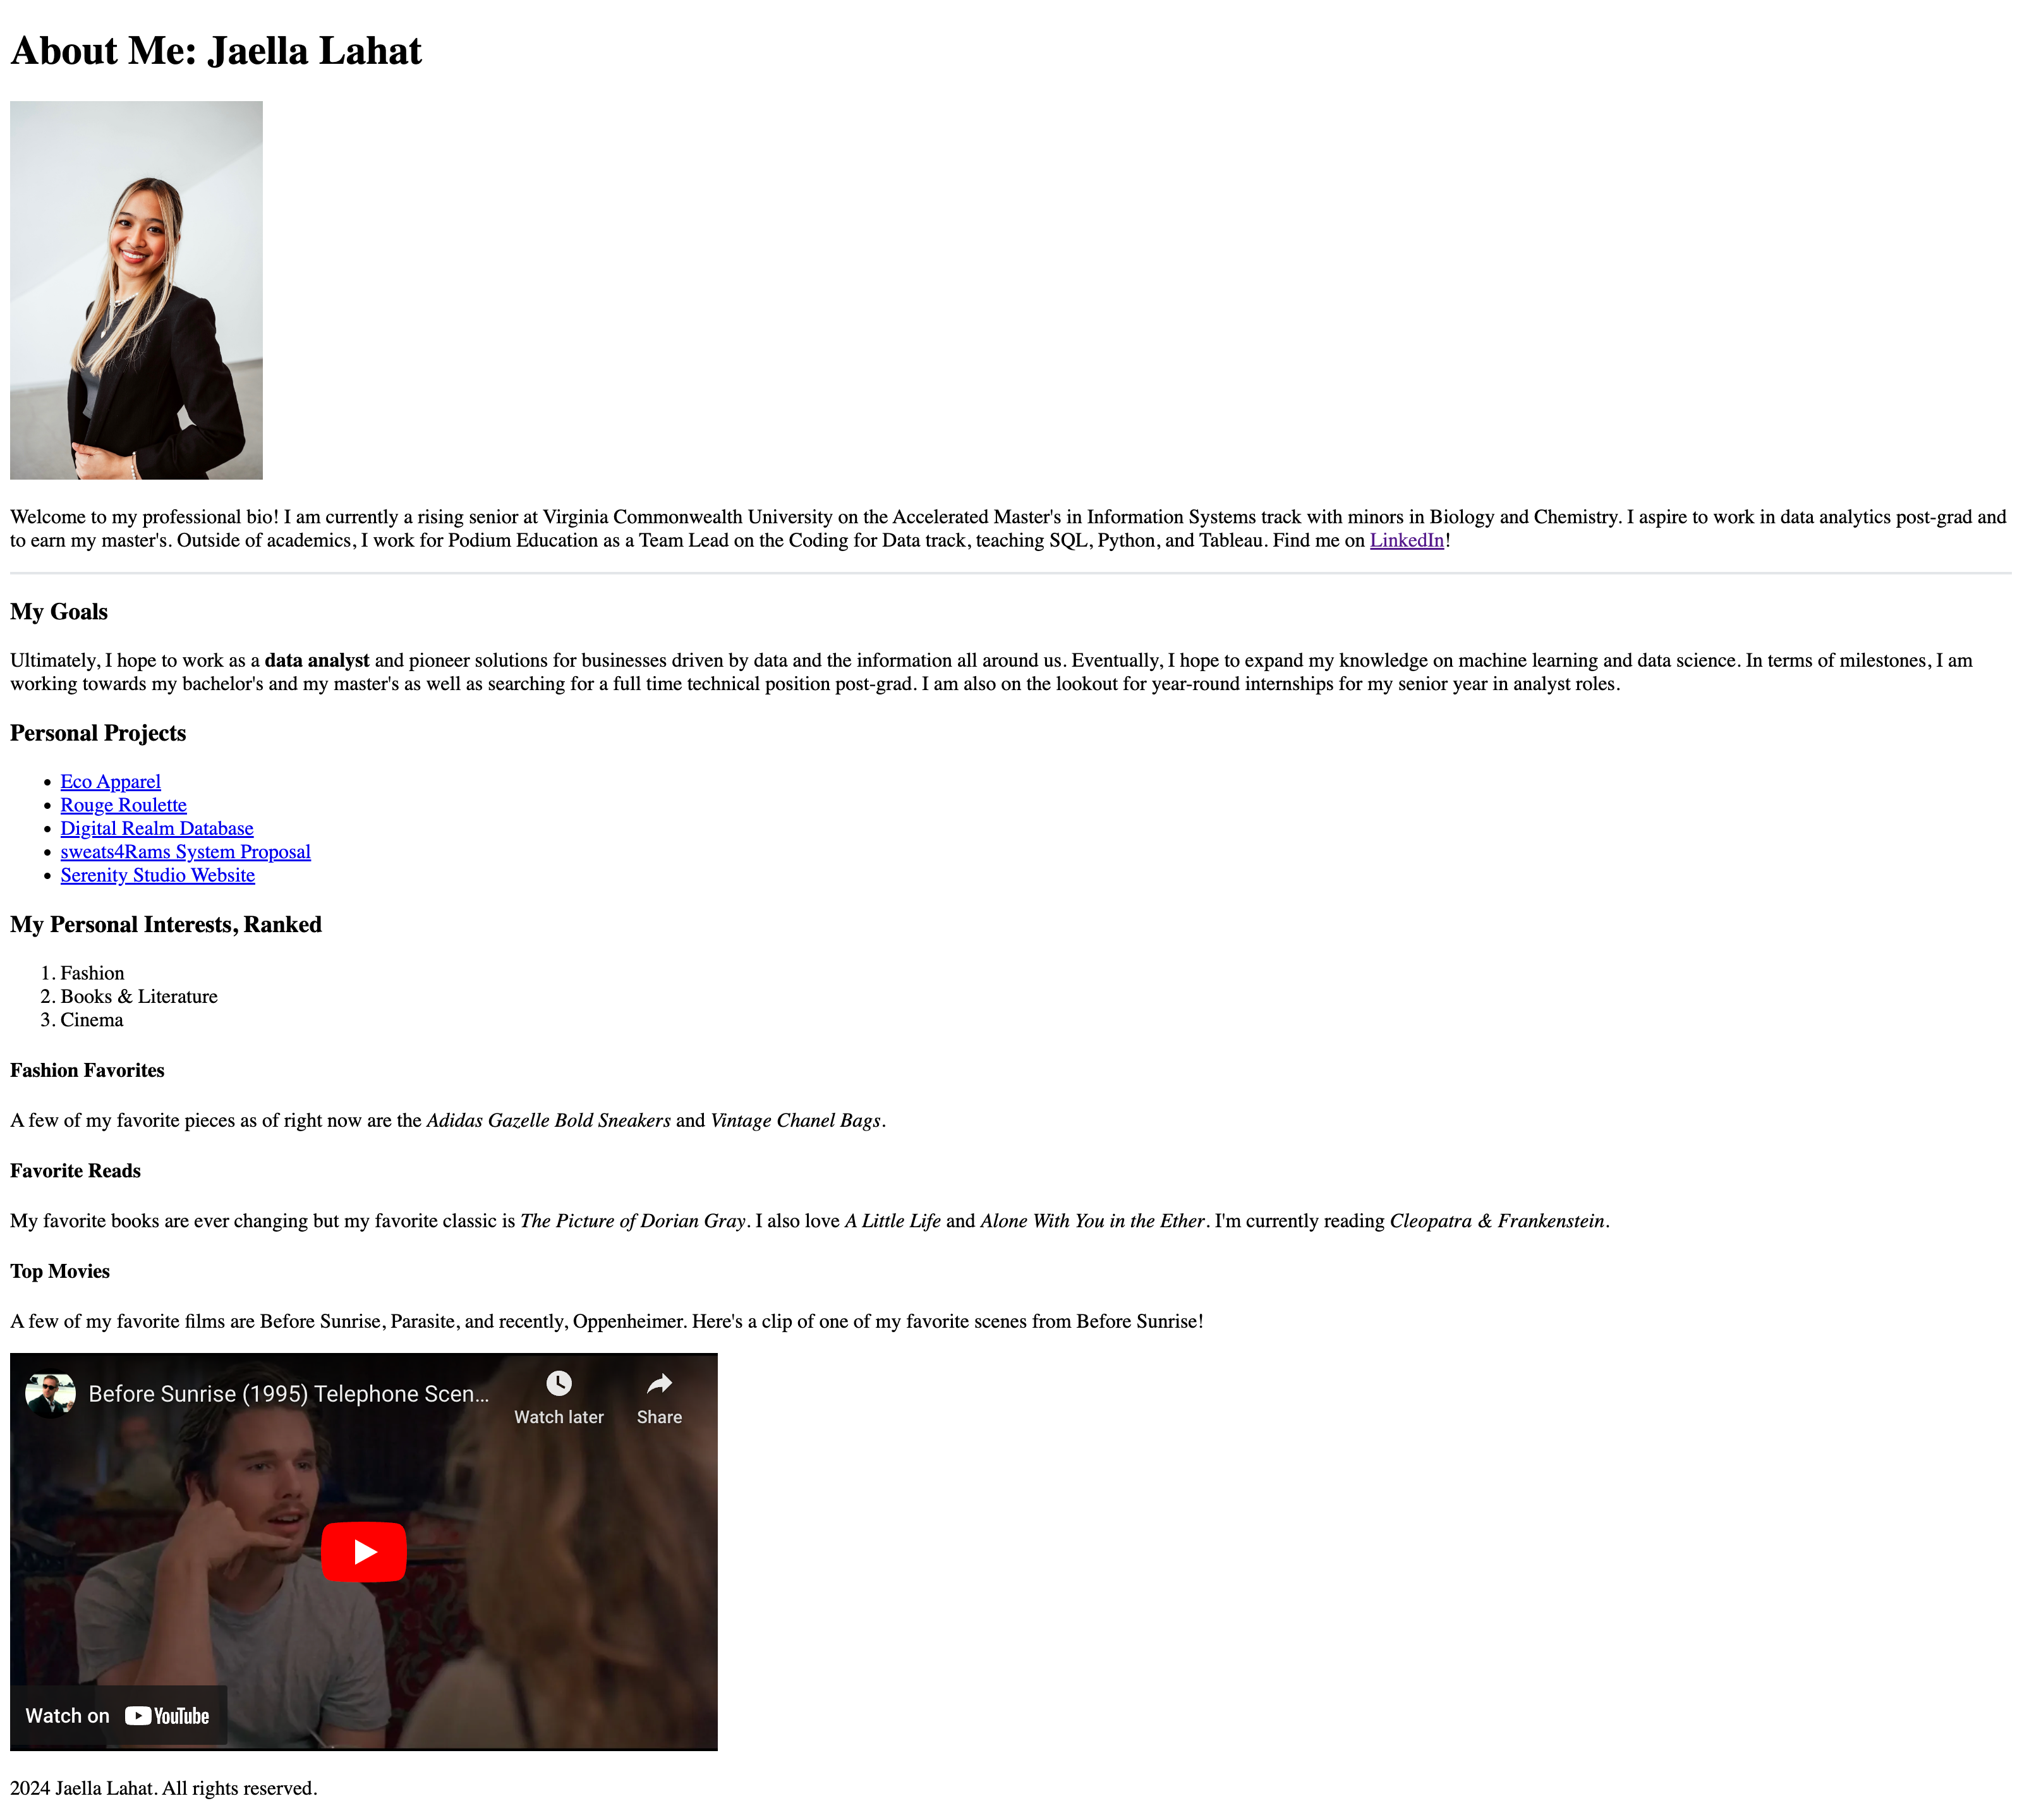 About Me: Jaella Lahat
Welcome to my professional bio! I am currently a rising senior at Virginia Commonwealth University on the Accelerated Master's in Information Systems track with minors in Biology and Chemistry. I aspire to work in data analytics post-grad and
to earn my master's. Outside of academics, I work for Podium Education as a Team Lead on the Coding for Data track, teaching SQL, Python, and Tableau. Find me on LinkedIn!
My Goals
Ultimately, I hope to work as a data analyst and pioneer solutions for businesses driven by data and the information all around us. Eventually, I hope to expand my knowledge on machine learning and data science. In terms of milestones, I am
working towards my bachelor's and my master's as well as searching for a full time technical position post-grad. I am also on the lookout for year-round internships for my senior year in analyst roles.
Personal Projects
• Eco Apparel
• Rouge Roulette
• Digital Realm Database
• sweats4Rams System Proposal
• Serenity Studio Website
My Personal Interests, Ranked
1. Fashion
2. Books & Literature
3. Cinema
Fashion Favorites
A few of my favorite pieces as of right now are the Adidas Gazelle Bold Sneakers and Vintage Chanel Bags.
Favorite Reads
My favorite books are ever changing but my favorite classic is The Picture of Dorian Gray. I also love A Little Life and Alone With You in the Ether. I'm currently reading Cleopatra & Frankenstein.
Top Movies
A few of my favorite films are Before Sunrise, Parasite, and recently, Oppenheimer. Here's a clip of one of my favorite scenes from Before Sunrise!
Before Sunrise (1995) Telephone Scen...
Watch later
Share
Watch on YouTube
2024 Jaella Lahat. All rights reserved.